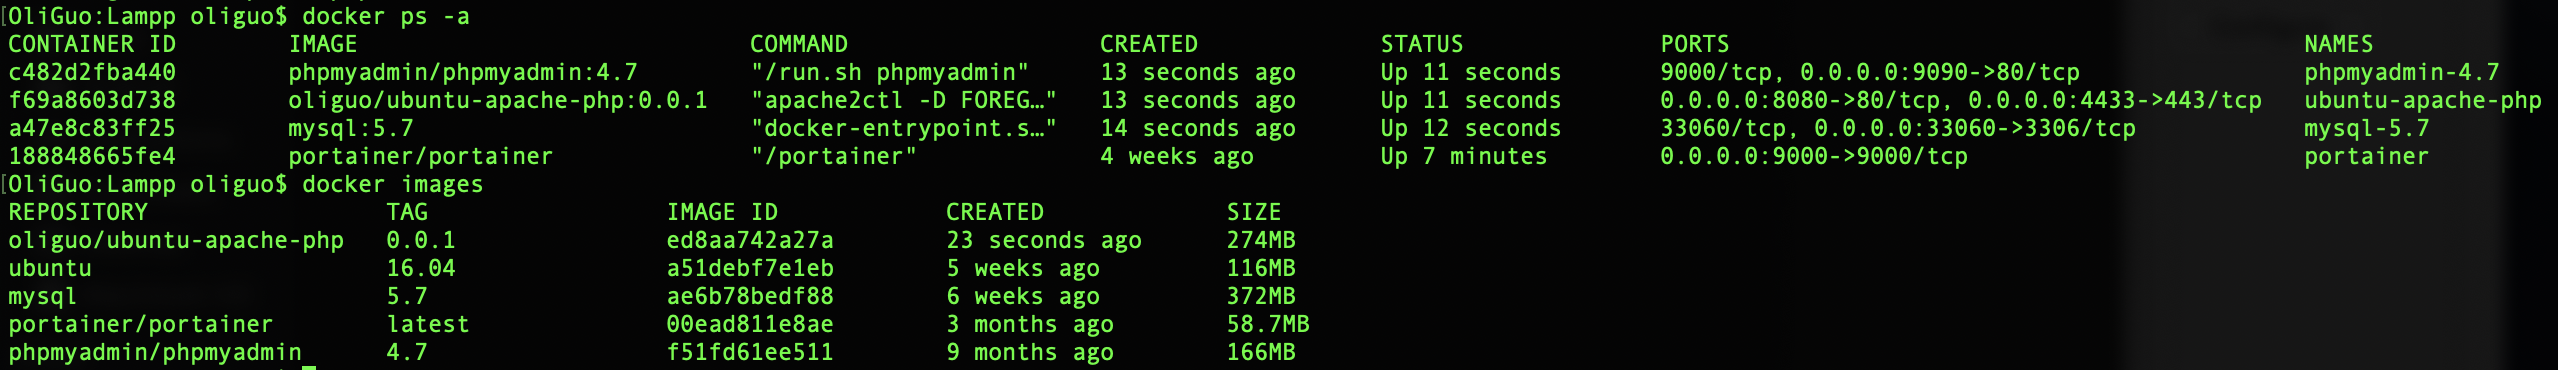 [OliGuo:Lampp oliguo$ docker ps -a
CONTAINER ID        IMAGE                            COMMAND                  CREATED             STATUS              PORTS                                         NAMES
c482d2fba440        phpmyadmin/phpmyadmin:4.7        "/run.sh phpmyadmin"     13 seconds ago      Up 11 seconds       9000/tcp, 0.0.0.0:9090->80/tcp                phpmyadmin-4.7
f69a8603d738        oliguo/ubuntu-apache-php:0.0.1   "apache2ctl -D FOREG…"   13 seconds ago      Up 11 seconds       0.0.0.0:8080->80/tcp, 0.0.0.0:4433->443/tcp   ubuntu-apache-php
a47e8c83ff25        mysql:5.7                        "docker-entrypoint.s…"   14 seconds ago      Up 12 seconds       33060/tcp, 0.0.0.0:33060->3306/tcp            mysql-5.7
188848665fe4        portainer/portainer              "/portainer"             4 weeks ago         Up 7 minutes        0.0.0.0:9000->9000/tcp                        portainer
[OliGuo:Lampp oliguo$ docker images
REPOSITORY                 TAG                 IMAGE ID            CREATED             SIZE
oliguo/ubuntu-apache-php   0.0.1               ed8aa742a27a        23 seconds ago      274MB
ubuntu                     16.04               a51debf7e1eb        5 weeks ago         116MB
mysql                      5.7                 ae6b78bedf88        6 weeks ago         372MB
portainer/portainer        latest              00ead811e8ae        3 months ago        58.7MB
phpmyadmin/phpmyadmin      4.7                 f51fd61ee511        9 months ago        166MB